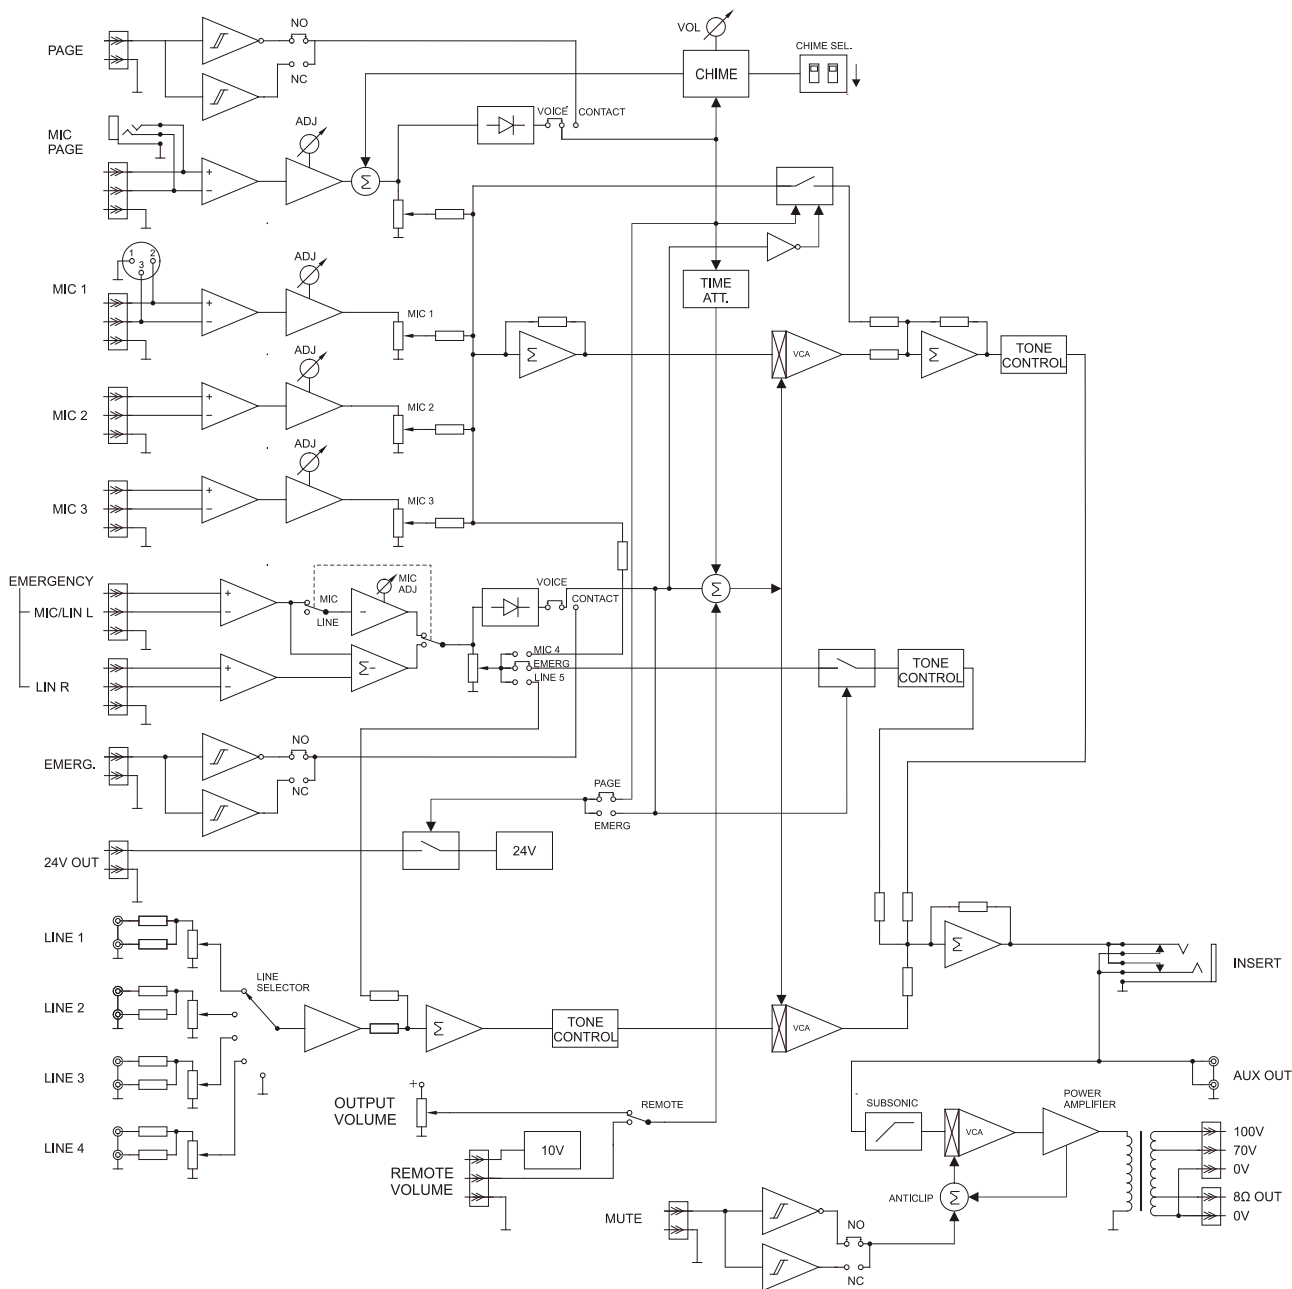 PAGE
NO
NC
VOL
CHIME SEL.
CHIME
VOICE
CONTACT
MIC
PAGE
ADJ
+
−
Σ
1
2
3
MIC 1
ADJ
+
−
MIC 1
TIME
ATT.
Σ
VCA
Σ
TONE
CONTROL
MIC 2
ADJ
+
−
MIC 2
MIC 3
ADJ
+
−
MIC 3
EMERGENCY
MIC/LIN L
+
−
MIC
LINE
−
MIC
ADJ
Σ−
VOICE
CONTACT
Σ
LIN R
+
−
MIC 4
EMERG
LINE 5
TONE
CONTROL
EMERG.
NO
NC
PAGE
EMERG
24V OUT
24V
LINE 1
LINE 2
LINE 3
LINE 4
LINE
SELECTOR
Σ
TONE
CONTROL
VCA
Σ
INSERT
AUX OUT
OUTPUT
VOLUME
+
REMOTE
REMOTE
VOLUME
10V
SUBSONIC
VCA
POWER
AMPLIFIER
ANTICLIP
Σ
100V
70V
0V
8Ω OUT
0V
MUTE
NO
NC